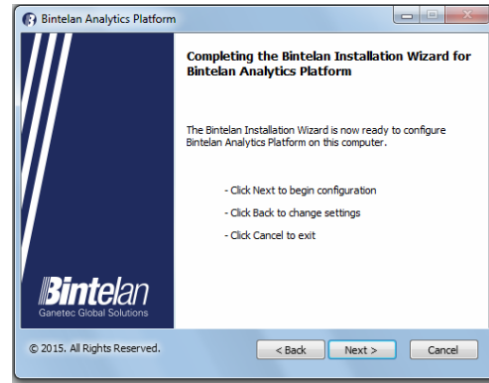 Bintelan Analytics Platform
Completing the Bintelan Installation Wizard for
Bintelan Analytics Platform
The Bintelan Installation Wizard is now ready to configure
Bintelan Analytics Platform on this computer.
- Click Next to begin configuration
- Click Back to change settings
- Click Cancel to exit
Bintelan
Ganetec Global Solutions
© 2015. All Rights Reserved.
< Back Next > Cancel